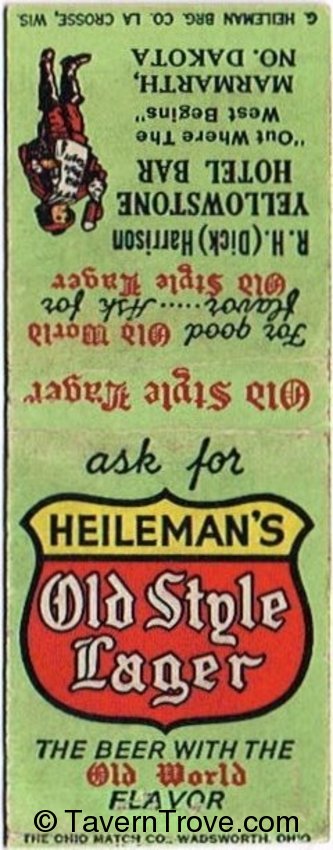 G. HEILEMAN BRG. CO. LA CROSSE, WIS.
R. H. (Dick) Harrison
YELLOWSTONE
HOTEL BAR
"Out Where The
West Begins"
MARMARTH,
NO. DAKOTA
For good Old World
flavor.....Ask for
Old Style Lager
Old Style Lager
ask for
HEILEMAN'S
Old Style
Lager
THE BEER WITH THE
Old World
FLAVOR
THE OHIO MATCH CO., WADSWORTH, OHIO
© TavernTrove.com